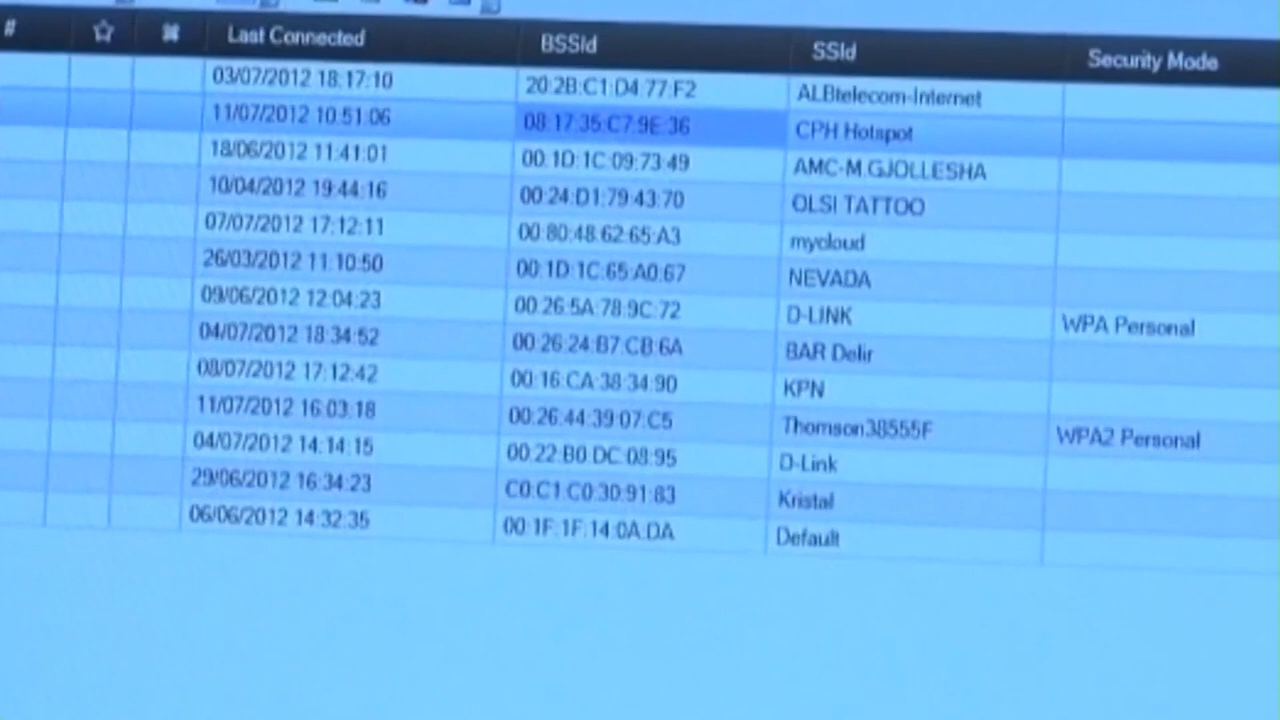 # Last Connected BSSId SSId Security Mode
03/07/2012 18:17:10 20:2B:C1:D4:77:F2 ALBtelecom-Internet
11/07/2012 10:51:06 08:17:35:C7:9E:36 CPH Hotspot
18/06/2012 11:41:01 00:1D:1C:09:73:49 AMC-M.GJOLLESHA
10/04/2012 19:44:16 00:24:D1:79:43:70 OLSI TATTOO
07/07/2012 17:12:11 00:80:48:62:65:A3 mycloud
26/03/2012 11:10:50 00:1D:1C:65:A0:67 NEVADA
09/06/2012 12:04:23 00:26:5A:78:9C:72 D-LINK WPA Personal
04/07/2012 18:34:52 00:26:24:B7:CB:6A BAR Delir
08/07/2012 17:12:42 00:16:CA:38:34:90 KPN
11/07/2012 16:03:18 00:26:44:39:07:C5 Thomson38555F WPA2 Personal
04/07/2012 14:14:15 00:22:B0:DC:08:95 D-Link
29/06/2012 16:34:23 C0:C1:C0:30:91:83 Kristal
06/06/2012 14:32:35 00:1F:1F:14:0A:DA Default